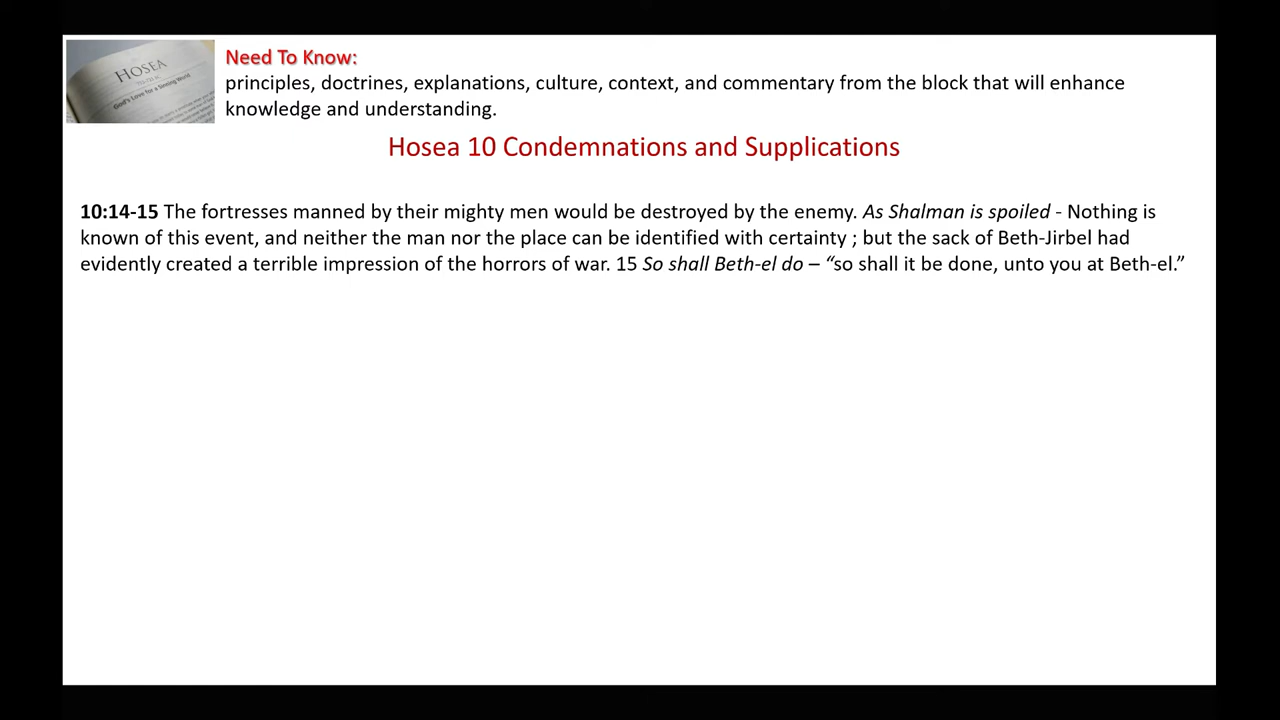 HOSEA
God's Love for a Sinning World
Need To Know:
principles, doctrines, explanations, culture, context, and commentary from the block that will enhance
knowledge and understanding.
Hosea 10 Condemnations and Supplications
10:14-15 The fortresses manned by their mighty men would be destroyed by the enemy. As Shalman is spoiled - Nothing is
known of this event, and neither the man nor the place can be identified with certainty ; but the sack of Beth-Jirbel had
evidently created a terrible impression of the horrors of war. 15 So shall Beth-el do – “so shall it be done, unto you at Beth-el.”